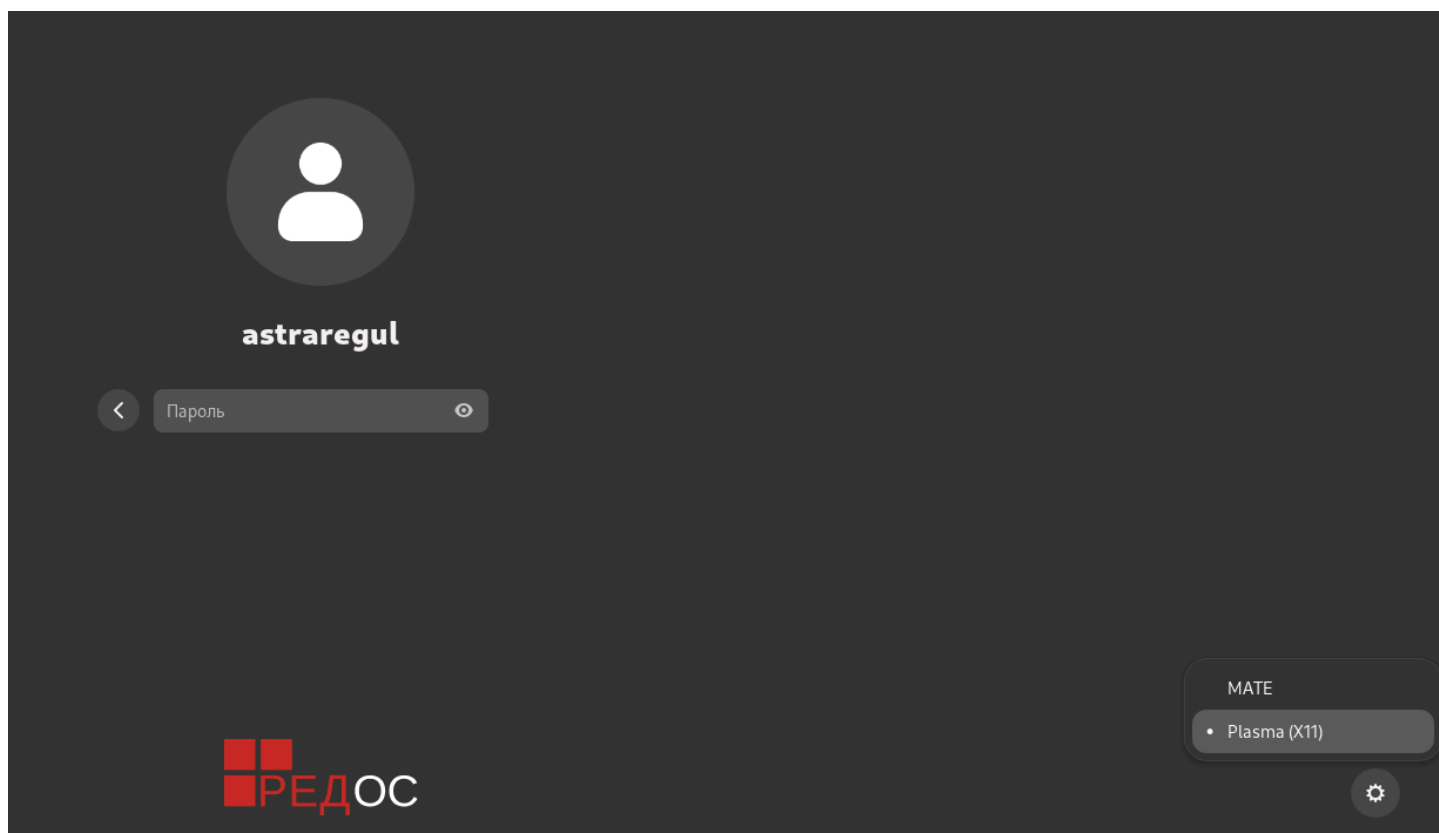 astraregul
Пароль
MATE
• Plasma (X11)
РЕДОС